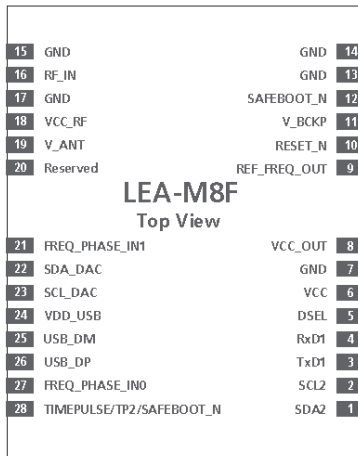 15 GND GND 14
16 RF_IN GND 13
17 GND SAFEBOOT_N 12
18 VCC_RF V_BCKP 11
19 V_ANT RESET_N 10
20 Reserved REF_FREQ_OUT 9
LEA-M8F
Top View
21 FREQ_PHASE_IN1 VCC_OUT 8
22 SDA_DAC GND 7
23 SCL_DAC VCC 6
24 VDD_USB DSEL 5
25 USB_DM RxD1 4
26 USB_DP TxD1 3
27 FREQ_PHASE_IN0 SCL2 2
28 TIMEPULSE/TP2/SAFEBOOT_N SDA2 1